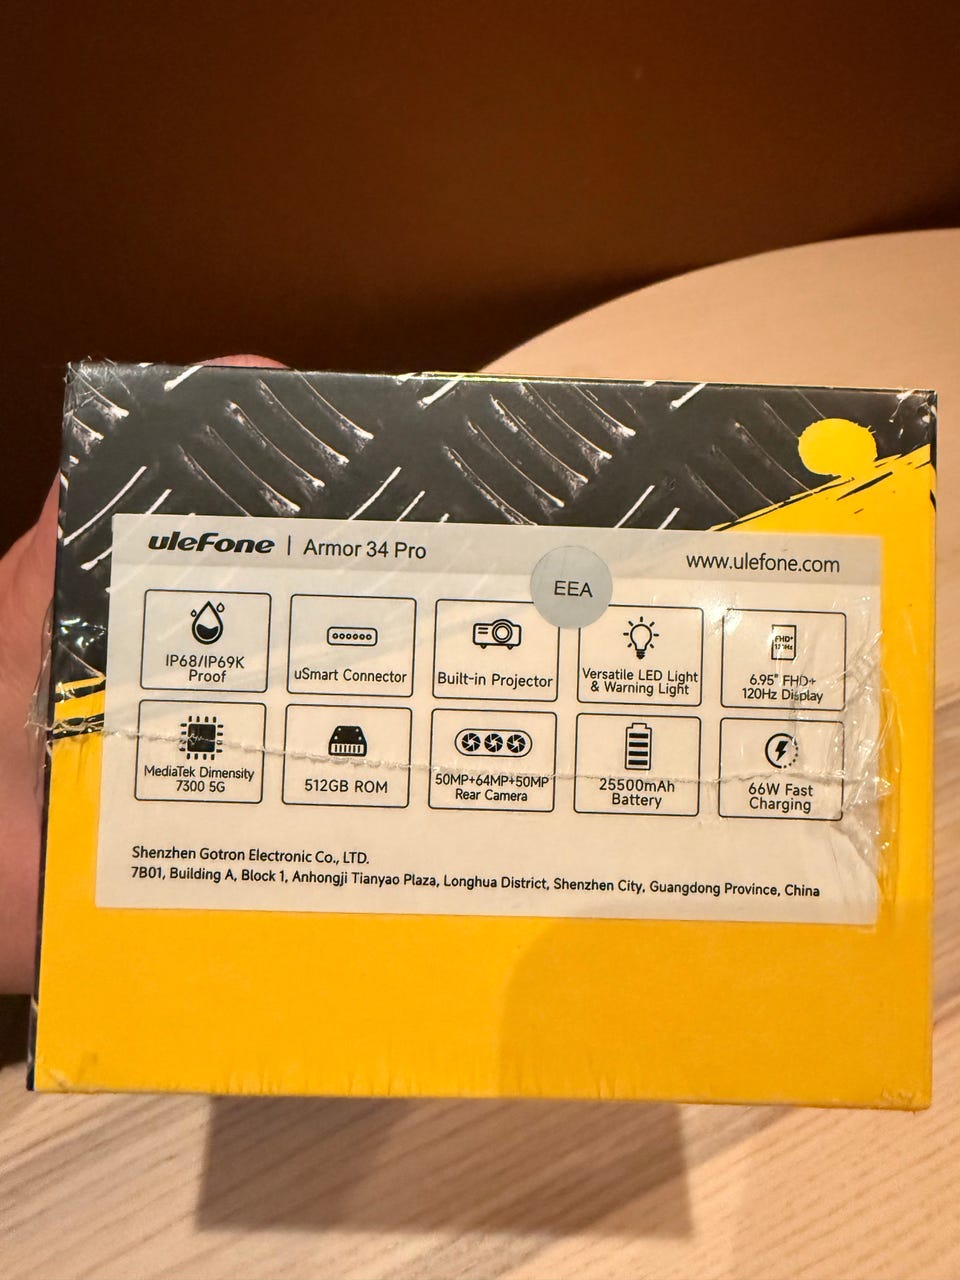 uleFone | Armor 34 Pro
www.ulefone.com
EEA
IP68/IP69K
Proof
uSmart Connector
Built-in Projector
Versatile LED Light
& Warning Light
FHD+
120Hz
6.95" FHD+
120Hz Display
MediaTek Dimensity
7300 5G
512GB ROM
50MP+64MP+50MP
Rear Camera
25500mAh
Battery
66W Fast
Charging
Shenzhen Gotron Electronic Co., LTD.
7B01, Building A, Block 1, Anhongji Tianyao Plaza, Longhua District, Shenzhen City, Guangdong Province, China